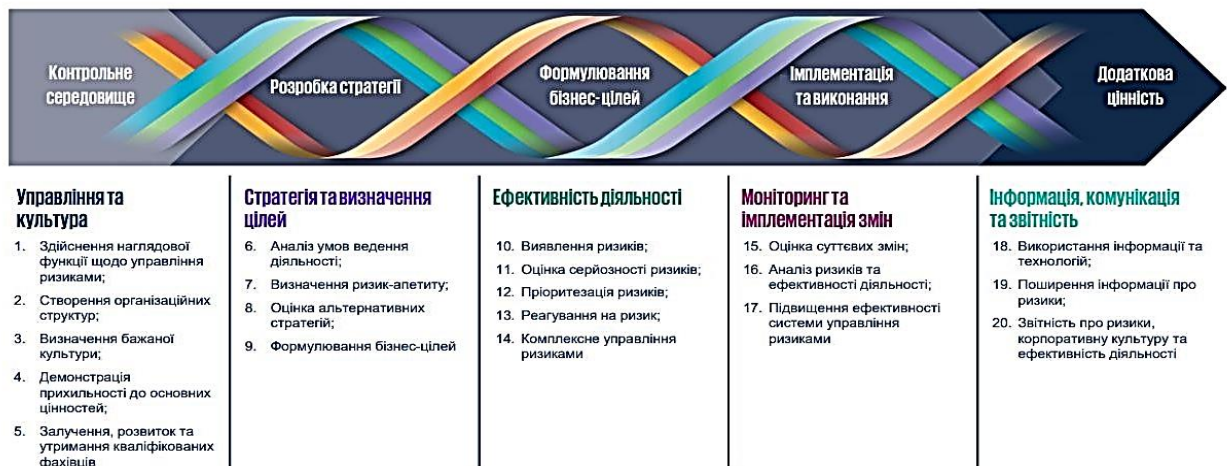 Контрольне
середовище
Розробка стратегії
Формулювання
бізнес-цілей
Імплементація
та виконання
Додаткова
цінність
Управління та
культура
1. Здійснення наглядової
функції щодо управління
ризиками;
2. Створення організаційних
структур;
3. Визначення бажаної
культури;
4. Демонстрація
прихильності до основних
цінностей;
5. Залучення, розвиток та
утримання кваліфікованих
фахівців
Стратегія та визначення
цілей
6. Аналіз умов ведення
діяльності;
7. Визначення ризик-апетиту;
8. Оцінка альтернативних
стратегій;
9. Формулювання бізнес-цілей
Ефективність діяльності
10. Виявлення ризиків;
11. Оцінка серйозності ризиків;
12. Пріоритезація ризиків;
13. Реагування на ризик;
14. Комплексне управління
ризиками
Моніторинг та
імплементація змін
15. Оцінка суттєвих змін;
16. Аналіз ризиків та
ефективності діяльності;
17. Підвищення ефективності
системи управління
ризиками
Інформація, комунікація
та звітність
18. Використання інформації та
технологій;
19. Поширення інформації про
ризики;
20. Звітність про ризики,
корпоративну культуру та
ефективність діяльності